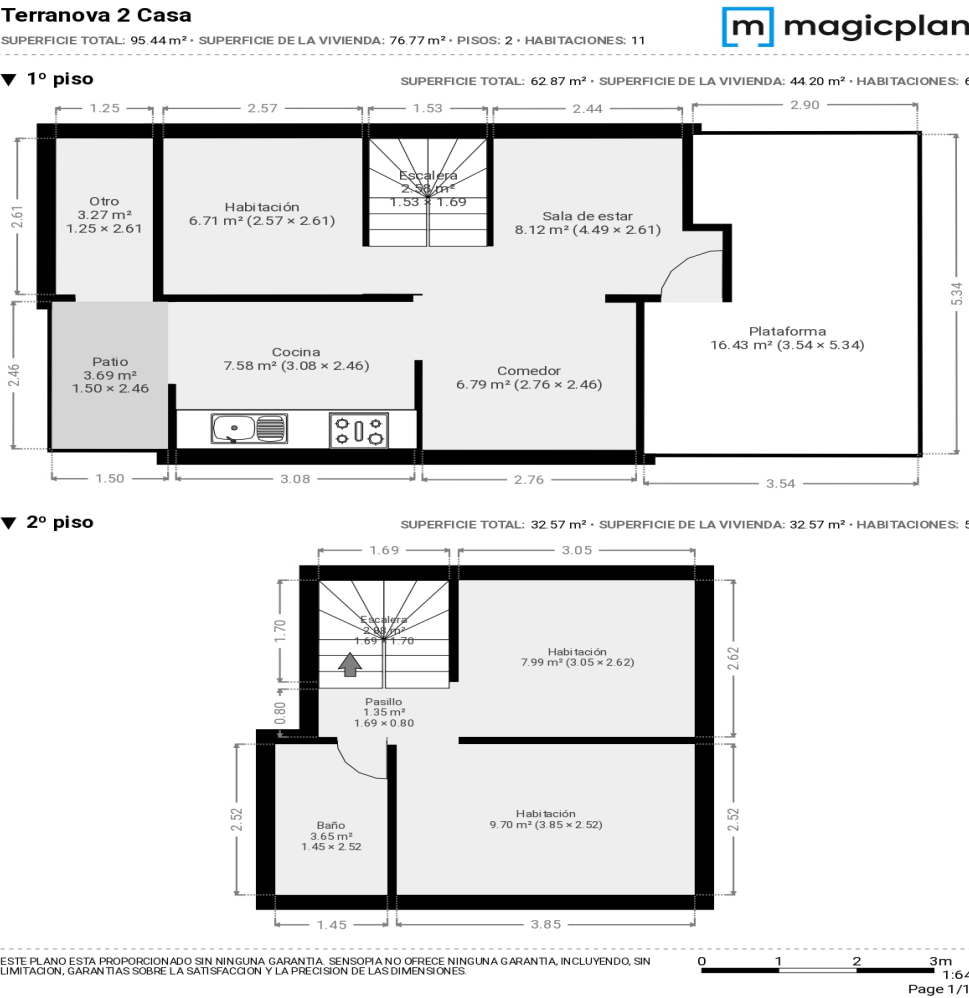 Terranova 2 Casa
SUPERFICIE TOTAL: 95.44 m² · SUPERFICIE DE LA VIVIENDA: 76.77 m² · PISOS: 2 · HABITACIONES: 11
m magicplan
▼ 1º piso
SUPERFICIE TOTAL: 62.87 m² · SUPERFICIE DE LA VIVIENDA: 44.20 m² · HABITACIONES: 6
1.25
2.57
1.53
2.44
2.90
2.61
Otro
3.27 m²
1.25 × 2.61
Habitación
6.71 m² (2.57 × 2.61)
Escalera
2.58 m²
1.53 × 1.69
Sala de estar
8.12 m² (4.49 × 2.61)
5.34
Plataforma
16.43 m² (3.54 × 5.34)
2.46
Patio
3.69 m²
1.50 × 2.46
Cocina
7.58 m² (3.08 × 2.46)
Comedor
6.79 m² (2.76 × 2.46)
1.50
3.08
2.76
3.54
▼ 2º piso
SUPERFICIE TOTAL: 32.57 m² · SUPERFICIE DE LA VIVIENDA: 32.57 m² · HABITACIONES: 5
1.69
3.05
1.70
Escalera
2.88 m²
1.69 × 1.70
Habitación
7.99 m² (3.05 × 2.62)
2.62
0.80
Pasillo
1.35 m²
1.69 × 0.80
2.52
Baño
3.65 m²
1.45 × 2.52
Habitación
9.70 m² (3.85 × 2.52)
2.52
1.45
3.85
ESTE PLANO ESTA PROPORCIONADO SIN NINGUNA GARANTIA. SENSOPIA NO OFRECE NINGUNA GARANTIA, INCLUYENDO, SIN
LIMITACION, GARANTIAS SOBRE LA SATISFACCION Y LA PRECISION DE LAS DIMENSIONES.
0 1 2 3m
1:64
Page 1/1